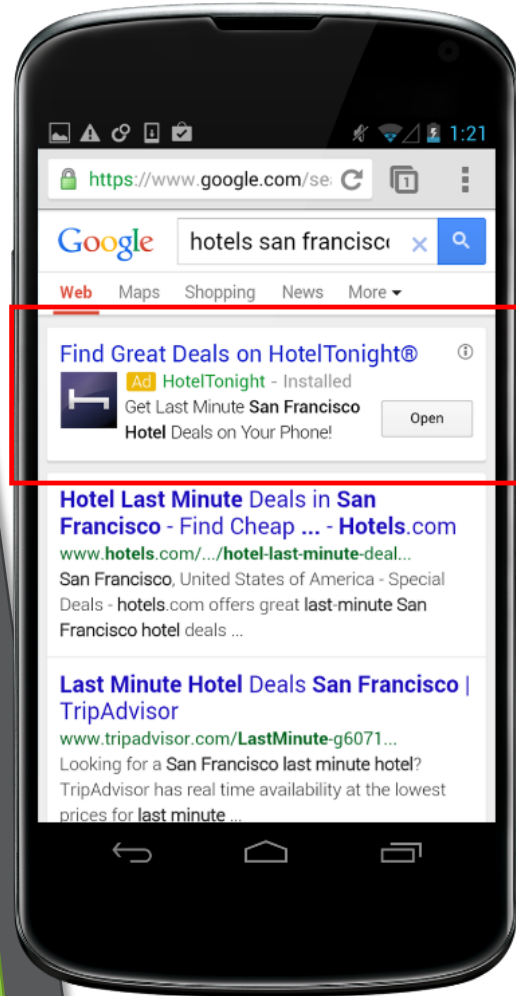 1:21
https://www.google.com/se
1
Google
hotels san francisc
Web Maps Shopping News More
Find Great Deals on HotelTonight®
Ad HotelTonight - Installed
Get Last Minute San Francisco
Hotel Deals on Your Phone!
Open
Hotel Last Minute Deals in San
Francisco - Find Cheap ... - Hotels.com
www.hotels.com/.../hotel-last-minute-deal...
San Francisco, United States of America - Special
Deals - hotels.com offers great last-minute San
Francisco hotel deals ...
Last Minute Hotel Deals San Francisco |
TripAdvisor
www.tripadvisor.com/LastMinute-g6071...
Looking for a San Francisco last minute hotel?
TripAdvisor has real time availability at the lowest
prices for last minute ...